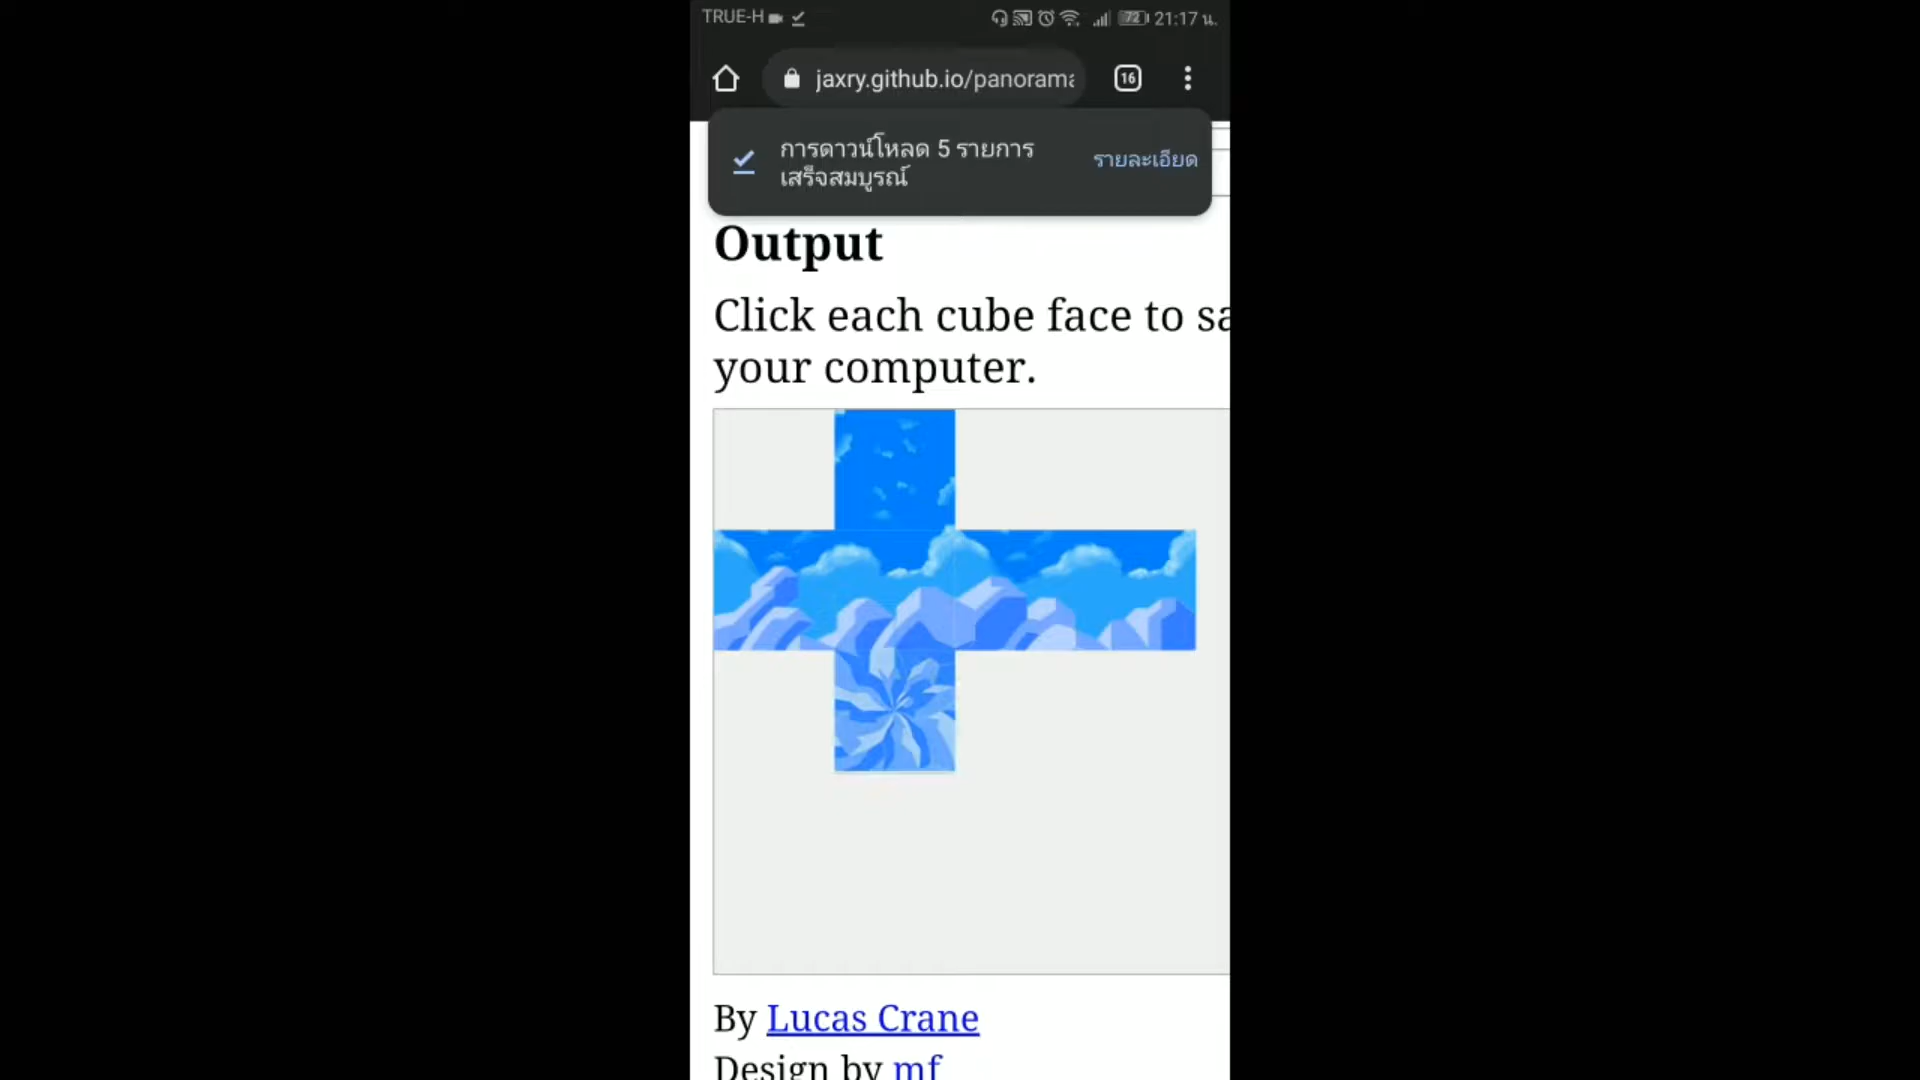 TRUE-H 72 21:17 น.
jaxry.github.io/panorama 16
การดาวน์โหลด 5 รายการ
เสร็จสมบูรณ์
รายละเอียด
Output
Click each cube face to sa
your computer.
By Lucas Crane
Design by mf